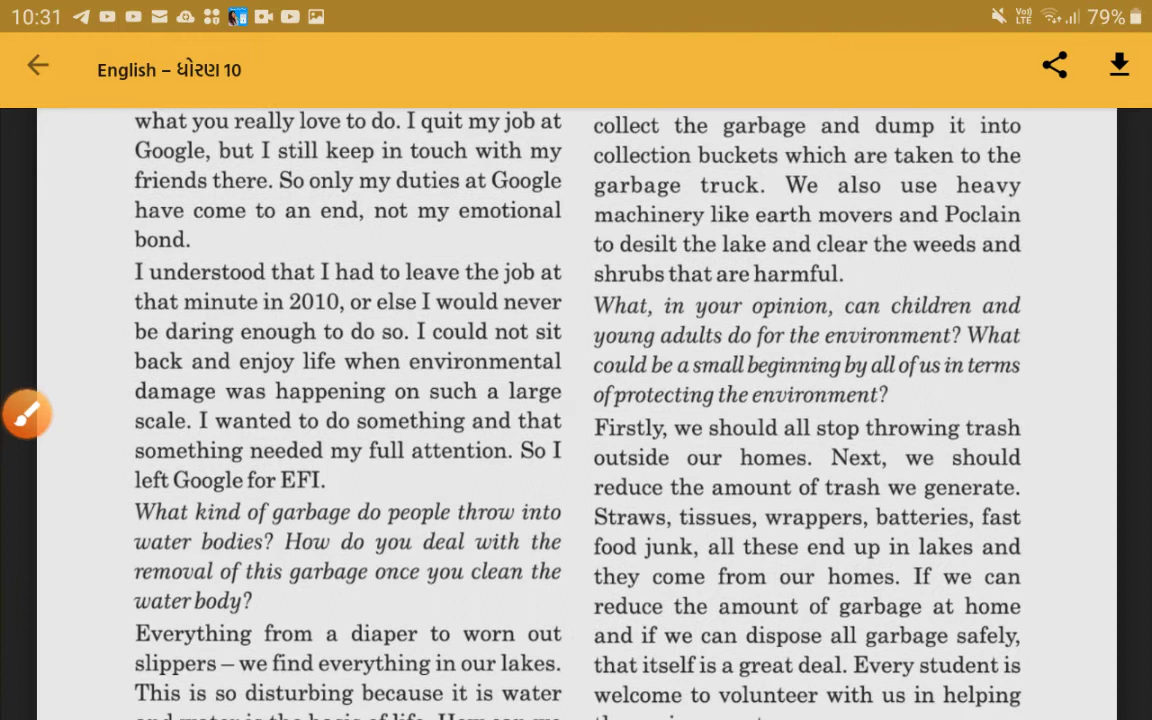 10:31
79%
English – ધોરણ 10
what you really love to do. I quit my job at
Google, but I still keep in touch with my
friends there. So only my duties at Google
have come to an end, not my emotional
bond.
I understood that I had to leave the job at
that minute in 2010, or else I would never
be daring enough to do so. I could not sit
back and enjoy life when environmental
damage was happening on such a large
scale. I wanted to do something and that
something needed my full attention. So I
left Google for EFI.
What kind of garbage do people throw into
water bodies? How do you deal with the
removal of this garbage once you clean the
water body?
Everything from a diaper to worn out
slippers – we find everything in our lakes.
This is so disturbing because it is water
and water is the basis of life. How can we
collect the garbage and dump it into
collection buckets which are taken to the
garbage truck. We also use heavy
machinery like earth movers and Poclain
to desilt the lake and clear the weeds and
shrubs that are harmful.
What, in your opinion, can children and
young adults do for the environment? What
could be a small beginning by all of us in terms
of protecting the environment?
Firstly, we should all stop throwing trash
outside our homes. Next, we should
reduce the amount of trash we generate.
Straws, tissues, wrappers, batteries, fast
food junk, all these end up in lakes and
they come from our homes. If we can
reduce the amount of garbage at home
and if we can dispose all garbage safely,
that itself is a great deal. Every student is
welcome to volunteer with us in helping